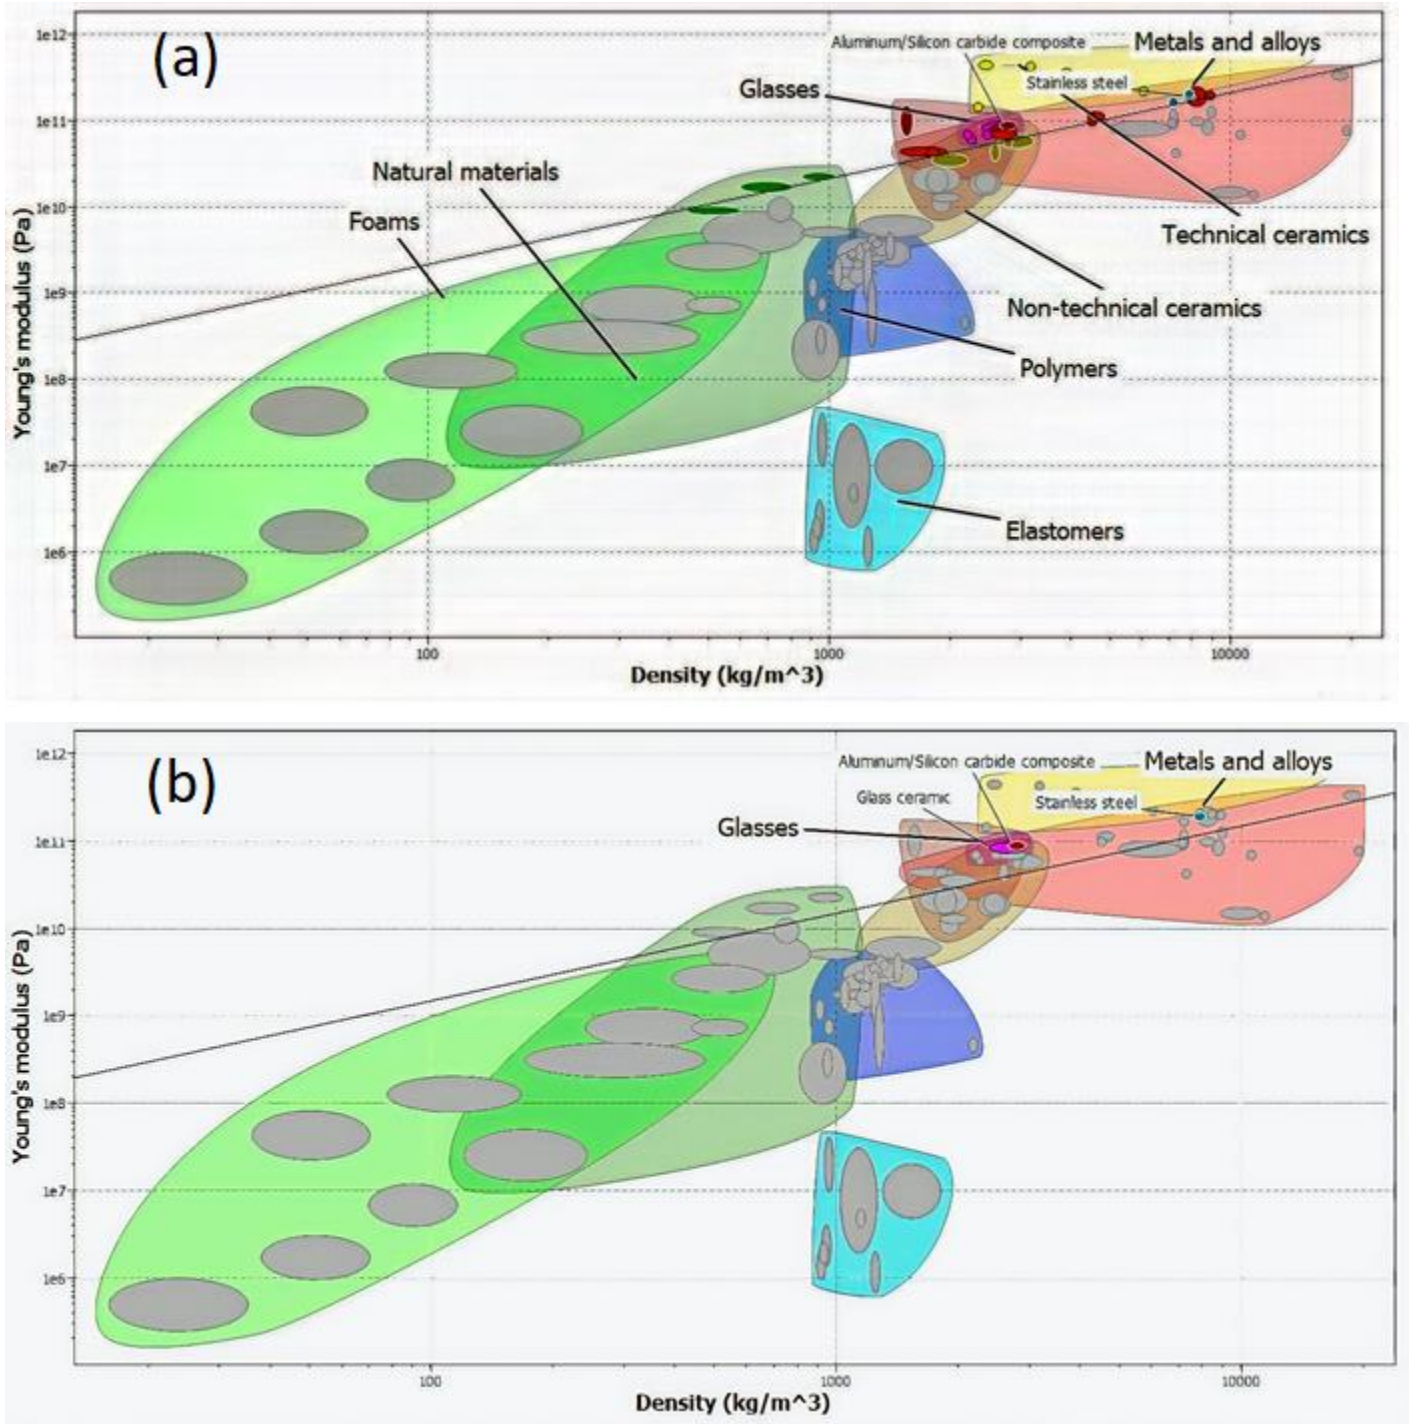 (a)
1e12
Aluminum/Silicon carbide composite
Metals and alloys
Stainless steel
Glasses
1e11
Natural materials
Foams
1e10
Technical ceramics
Young's modulus (Pa)
1e9
Non-technical ceramics
Polymers
1e8
1e7
Elastomers
1e6
100
1000
10000
Density (kg/m^3)
(b)
1e12
Aluminum/Silicon carbide composite
Metals and alloys
Glass ceramic
Stainless steel
Glasses
1e11
1e10
Young's modulus (Pa)
1e9
1e8
1e7
1e6
100
1000
10000
Density (kg/m^3)